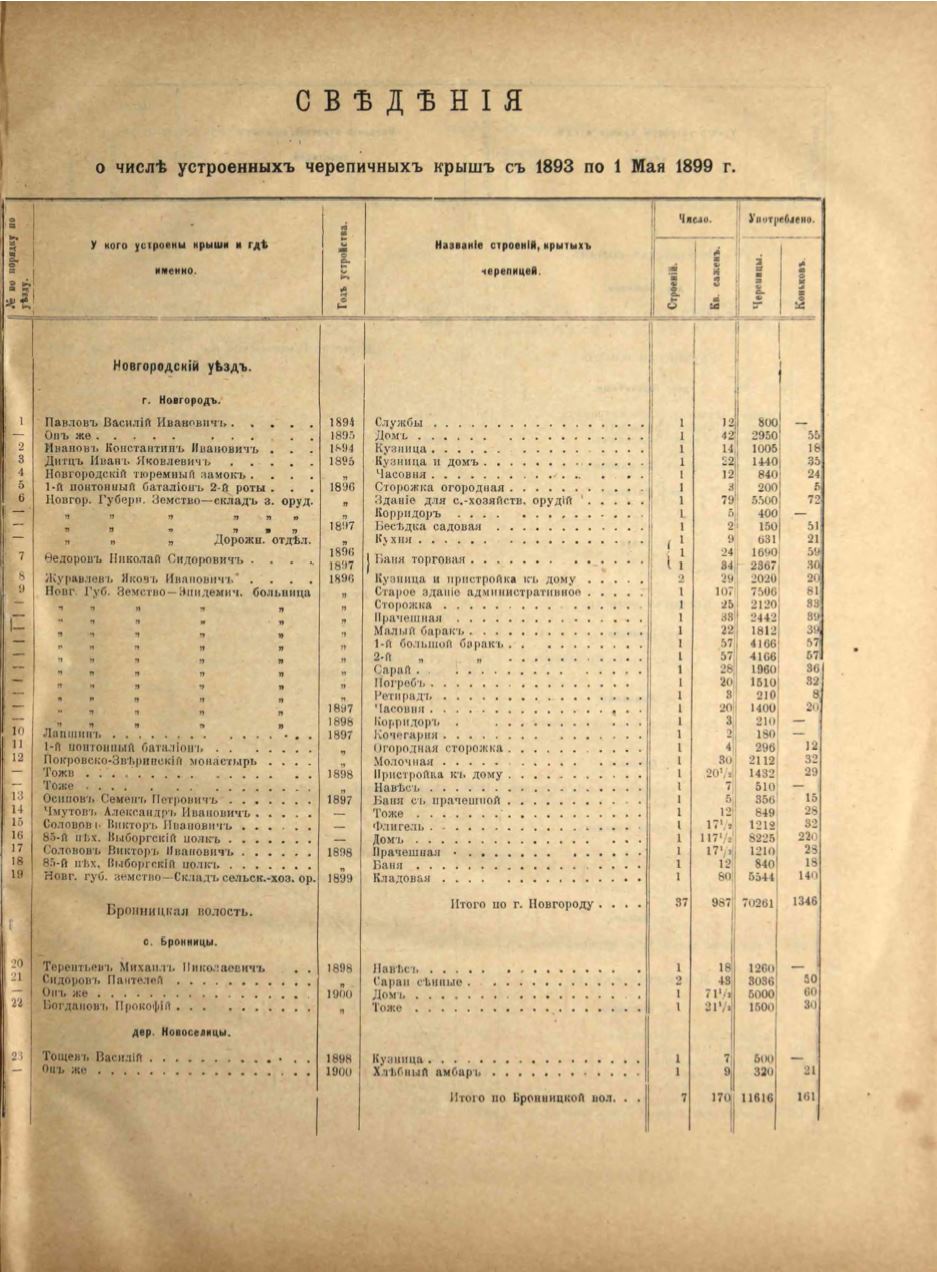 СВѢДѢНІЯ
о числѣ устроенныхъ черепичныхъ крышъ съ 1893 по 1 Мая 1899 г.
№ по порядку по уѣзду.
У кого устроены крыши и гдѣ именно.
Годъ устройства.
Названіе строеній, крытыхъ черепицей.
Число.
Употреблено.
Строеній.
Кв. сажень.
Черепицы.
Коньковъ.
Новгородскій уѣздъ.
г. Новгородъ.
1 Павловъ Василій Ивановичъ 1894 Службы 1 12 800 —
— Онъ же 1895 Домъ 1 42 2950 55
2 Ивановъ Константинъ Ивановичъ 1894 Кузница 1 14 1005 18
3 Дитцъ Иванъ Яковлевичъ 1895 Кузница и домъ 1 22 1440 35
4 Новгородскій тюремный замокъ „ Часовня 1 12 840 24
5 1-й понтонный баталіонъ 2-й роты 1896 Сторожка огородная 1 3 200 5
6 Новгор. Губерн. Земство—складъ з. оруд. „ Зданіе для с.-хозяйств. орудій 1 79 5500 72
— „ „ „ „ „ „ „ Корридоръ 1 5 400 —
— „ „ „ „ „ „ 1897 Бесѣдка садовая 1 2 150 51
— „ „ „ Дорожн. отдѣл. „ Кухня 1 9 631 21
7 Ѳедоровъ Николай Сидоровичъ 1896 Баня торговая 1 24 1690 59
1897 1 34 2367 30
8 Журавлевъ Яковъ Ивановичъ 1896 Кузница и пристройка къ дому 2 29 2020 20
9 Новг. Губ. Земство—Эпидемич. больница „ Старое зданіе административное 1 107 7506 81
— „ „ „ „ „ „ Сторожка 1 25 2120 33
— „ „ „ „ „ „ Прачешная 1 33 2442 39
— „ „ „ „ „ „ Малый баракъ 1 22 1812 39
— „ „ „ „ „ „ 1-й большой баракъ 1 57 4166 57
— „ „ „ „ „ „ 2-й „ „ 1 57 4166 57
— „ „ „ „ „ „ Сарай 1 28 1960 36
— „ „ „ „ „ „ Погребъ 1 20 1510 32
— „ „ „ „ „ „ Ретирадъ 1 3 210 8
— „ „ „ „ „ 1897 Часовня 1 20 1400 20
— „ „ „ „ „ 1898 Корридоръ 1 3 210 —
10 Лапшинъ 1897 Кочегарня 1 2 180 —
11 1-й понтонный баталіонъ „ Огородная сторожка 1 4 296 12
12 Покровско-Звѣринскій монастырь „ Молочная 1 30 2112 32
— Тоже 1898 Пристройка къ дому 1 20¹/₂ 1432 29
— Тоже „ Навѣсъ 1 7 510 —
13 Осиповъ Семенъ Петровичъ 1897 Баня съ прачешной 1 5 356 15
14 Чмутовъ Александръ Ивановичъ — Тоже 1 12 849 28
15 Солововъ Викторъ Ивановичъ — Флигель 1 17¹/₂ 1212 32
16 85-й пѣх. Выборгскій полкъ — Домъ 1 117¹/₂ 8225 220
17 Солововъ Викторъ Ивановичъ 1898 Прачешная 1 17¹/₂ 1210 28
18 85-й пѣх. Выборгскій полкъ „ Баня 1 12 840 18
19 Новг. губ. земство—Складъ сельск.-хоз. ор. 1899 Кладовая 1 80 5544 140
Итого по г. Новгороду 37 987 70261 1346
Бронницкая волость.
с. Бронницы.
20 Терентьевъ Михаилъ Николаевичъ 1898 Навѣсъ 1 18 1260 —
21 Сидоровъ Пантелей „ Сараи сѣнные 2 43 3036 50
— Онъ же 1900 Домъ 1 71¹/₂ 5000 60
22 Богдановъ Прокофій „ Тоже 1 21¹/₂ 1500 30
дер. Новоселицы.
23 Тощевъ Василій 1898 Кузница 1 7 500 —
— Онъ же 1900 Хлѣбный амбаръ 1 9 320 21
Итого по Бронницкой вол. 7 170 11616 161